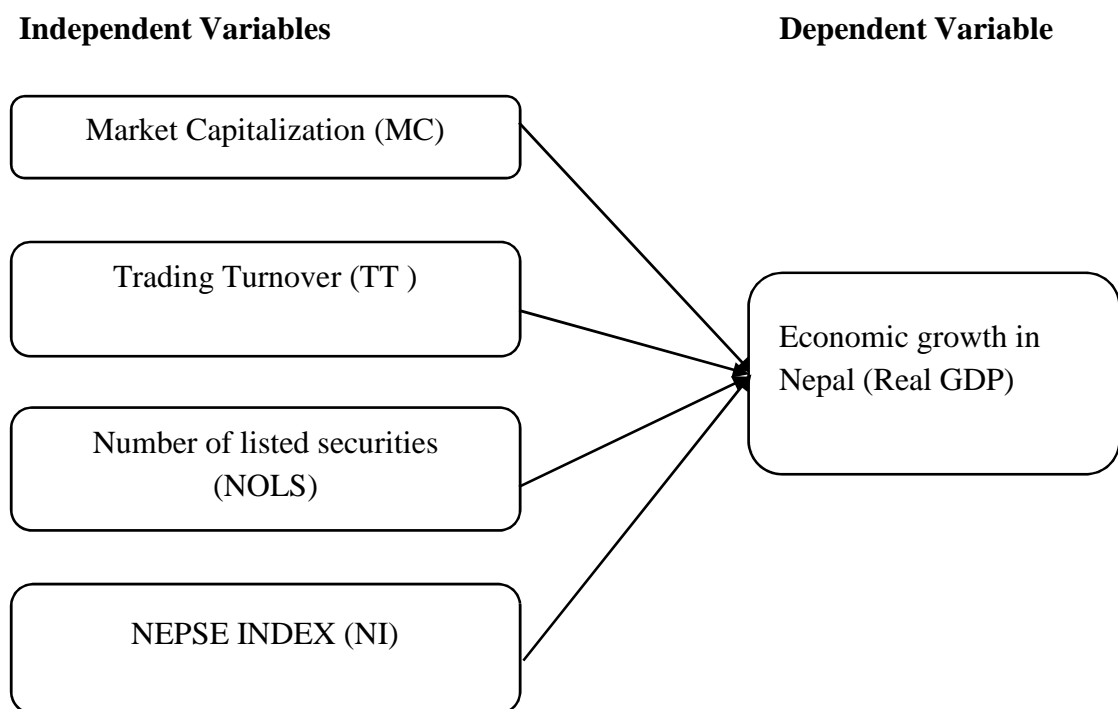 Independent Variables
Dependent Variable
Market Capitalization (MC)
Trading Turnover (TT )
Economic growth in
Nepal (Real GDP)
Number of listed securities
(NOLS)
NEPSE INDEX (NI)